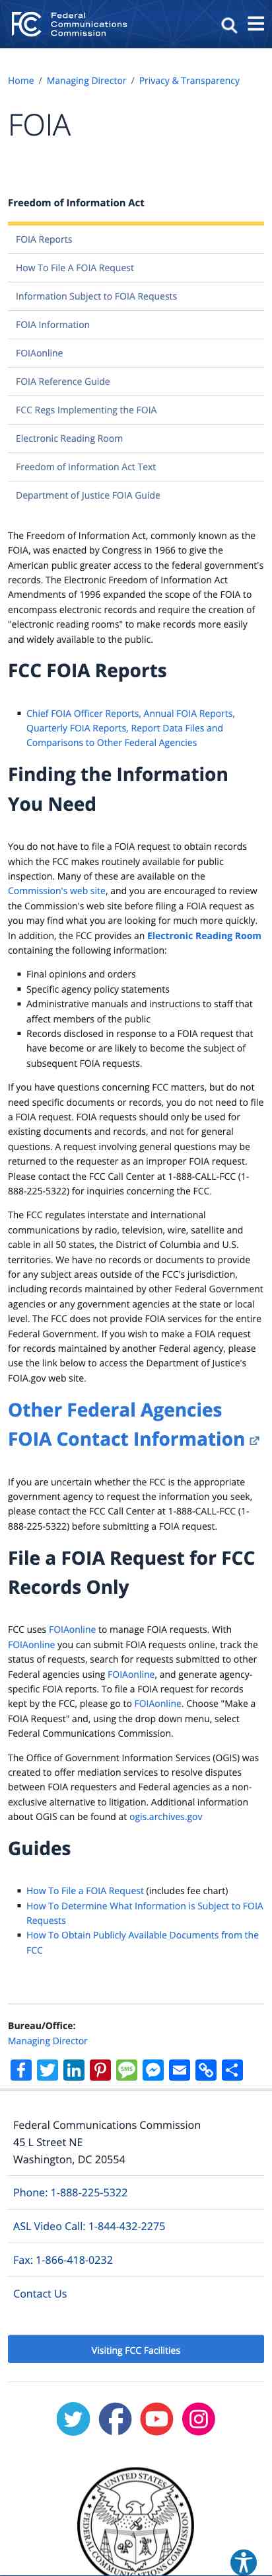 Federal
Communications
Commission
Home / Managing Director / Privacy & Transparency
FOIA
Freedom of Information Act
FOIA Reports
How To File A FOIA Request
Information Subject to FOIA Requests
FOIA Information
FOIAonline
FOIA Reference Guide
FCC Regs Implementing the FOIA
Electronic Reading Room
Freedom of Information Act Text
Department of Justice FOIA Guide
The Freedom of Information Act, commonly known as the
FOIA, was enacted by Congress in 1966 to give the
American public greater access to the federal government's
records. The Electronic Freedom of Information Act
Amendments of 1996 expanded the scope of the FOIA to
encompass electronic records and require the creation of
"electronic reading rooms" to make records more easily
and widely available to the public.
FCC FOIA Reports
Chief FOIA Officer Reports, Annual FOIA Reports,
Quarterly FOIA Reports, Report Data Files and
Comparisons to Other Federal Agencies
Finding the Information
You Need
You do not have to file a FOIA request to obtain records
which the FCC makes routinely available for public
inspection. Many of these are available on the
Commission's web site, and you are encouraged to review
the Commission's web site before filing a FOIA request as
you may find what you are looking for much more quickly.
In addition, the FCC provides an Electronic Reading Room
containing the following information:
Final opinions and orders
Specific agency policy statements
Administrative manuals and instructions to staff that
affect members of the public
Records disclosed in response to a FOIA request that
have become or are likely to become the subject of
subsequent FOIA requests.
If you have questions concerning FCC matters, but do not
need specific documents or records, you do not need to file
a FOIA request. FOIA requests should only be used for
existing documents and records, and not for general
questions. A request involving general questions may be
returned to the requester as an improper FOIA request.
Please contact the FCC Call Center at 1-888-CALL-FCC (1-
888-225-5322) for inquiries concerning the FCC.
The FCC regulates interstate and international
communications by radio, television, wire, satellite and
cable in all 50 states, the District of Columbia and U.S.
territories. We have no records or documents to provide
for any subject areas outside of the FCC's jurisdiction,
including records maintained by other Federal Government
agencies or any government agencies at the state or local
level. The FCC does not provide FOIA services for the entire
Federal Government. If you wish to make a FOIA request
for records maintained by another Federal agency, please
use the link below to access the Department of Justice's
FOIA.gov web site.
Other Federal Agencies
FOIA Contact Information
If you are uncertain whether the FCC is the appropriate
government agency to request the information you seek,
please contact the FCC Call Center at 1-888-CALL-FCC (1-
888-225-5322) before submitting a FOIA request.
File a FOIA Request for FCC
Records Only
FCC uses FOIAonline to manage FOIA requests. With
FOIAonline you can submit FOIA requests online, track the
status of requests, search for requests submitted to other
Federal agencies using FOIAonline, and generate agency-
specific FOIA reports. To file a FOIA request for records
kept by the FCC, please go to FOIAonline. Choose "Make a
FOIA Request" and, using the drop down menu, select
Federal Communications Commission.
The Office of Government Information Services (OGIS) was
created to offer mediation services to resolve disputes
between FOIA requesters and Federal agencies as a non-
exclusive alternative to litigation. Additional information
about OGIS can be found at ogis.archives.gov
Guides
How To File a FOIA Request (includes fee chart)
How To Determine What Information is Subject to FOIA
Requests
How To Obtain Publicly Available Documents from the
FCC
Bureau/Office:
Managing Director
SMS
Federal Communications Commission
45 L Street NE
Washington, DC 20554
Phone: 1-888-225-5322
ASL Video Call: 1-844-432-2275
Fax: 1-866-418-0232
Contact Us
Visiting FCC Facilities
UNITED STATES
FEDERAL COMMUNICATIONS COMMISSION